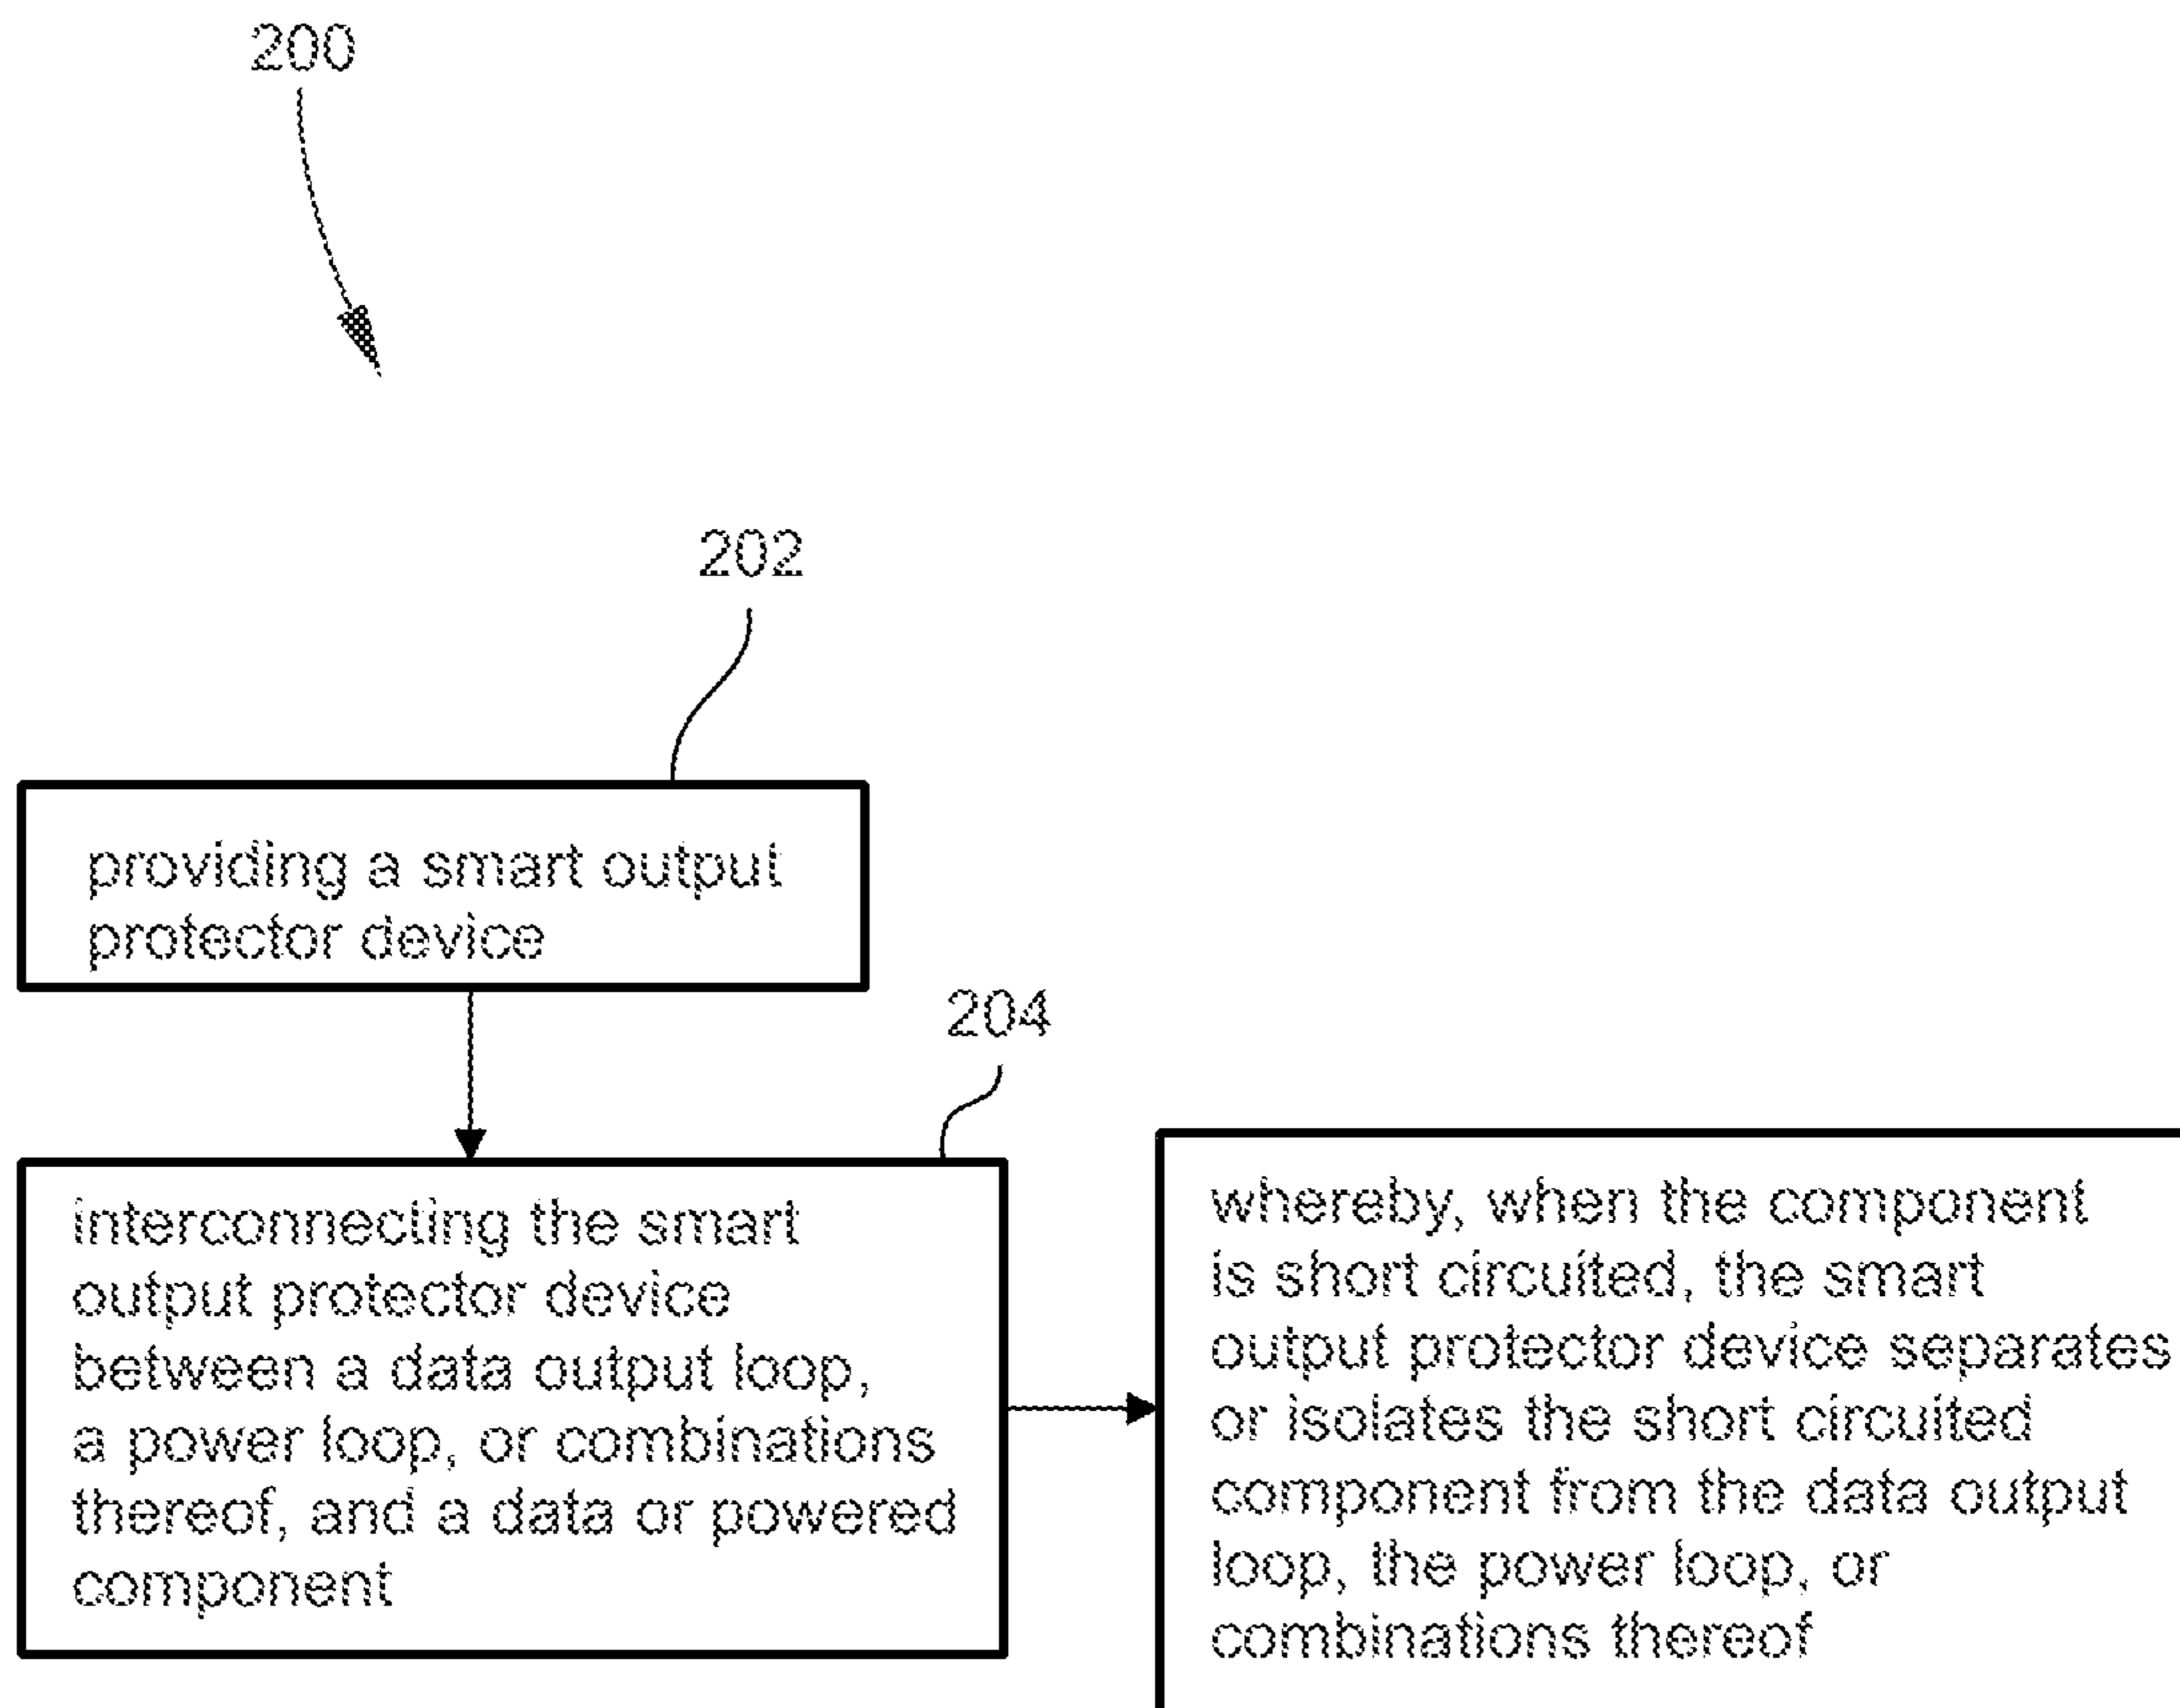 200
202
providing a smart output
protector device
204
interconnecting the smart
output protector device
between a data output loop,
a power loop, or combinations
thereof, and a data or powered
component
whereby, when the component
is short circuited, the smart
output protector device separates
or isolates the short circuited
component from the data output
loop, the power loop, or
combinations thereof